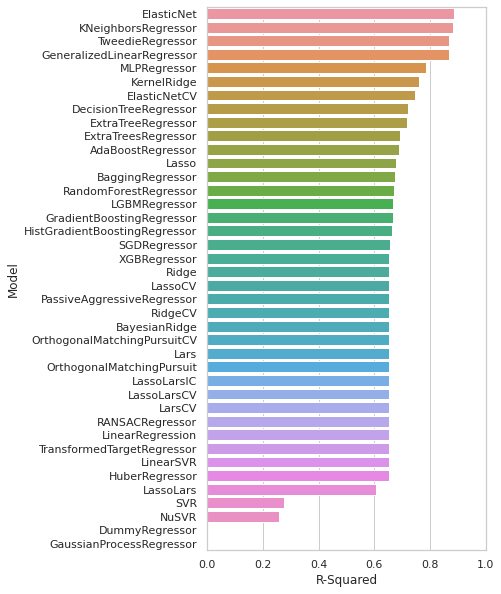 ElasticNet
KNeighborsRegressor
TweedieRegressor
GeneralizedLinearRegressor
MLPRegressor
KernelRidge
ElasticNetCV
DecisionTreeRegressor
ExtraTreeRegressor
ExtraTreesRegressor
AdaBoostRegressor
Lasso
BaggingRegressor
RandomForestRegressor
LGBMRegressor
GradientBoostingRegressor
HistGradientBoostingRegressor
SGDRegressor
XGBRegressor
Ridge
LassoCV
PassiveAggressiveRegressor
RidgeCV
BayesianRidge
OrthogonalMatchingPursuitCV
Lars
OrthogonalMatchingPursuit
LassoLarsIC
LassoLarsCV
LarsCV
RANSACRegressor
LinearRegression
TransformedTargetRegressor
LinearSVR
HuberRegressor
LassoLars
SVR
NuSVR
DummyRegressor
GaussianProcessRegressor
Model
0.0 0.2 0.4 0.6 0.8 1.0
R-Squared